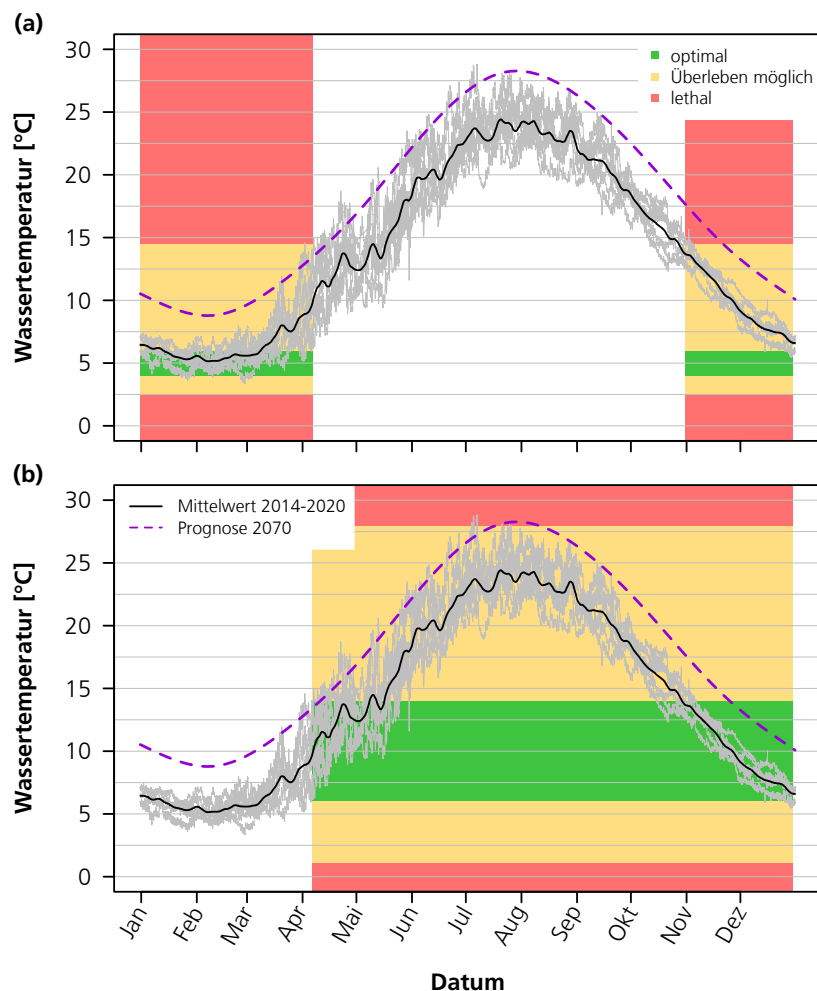 (a)
30
25
20
15
10
5
0
Wassertemperatur [°C]
optimal
Überleben möglich
lethal
(b)
30
25
20
15
10
5
0
Wassertemperatur [°C]
Mittelwert 2014-2020
Prognose 2070
Jan
Feb
Mar
Apr
Mai
Jun
Jul
Aug
Sep
Okt
Nov
Dez
Datum